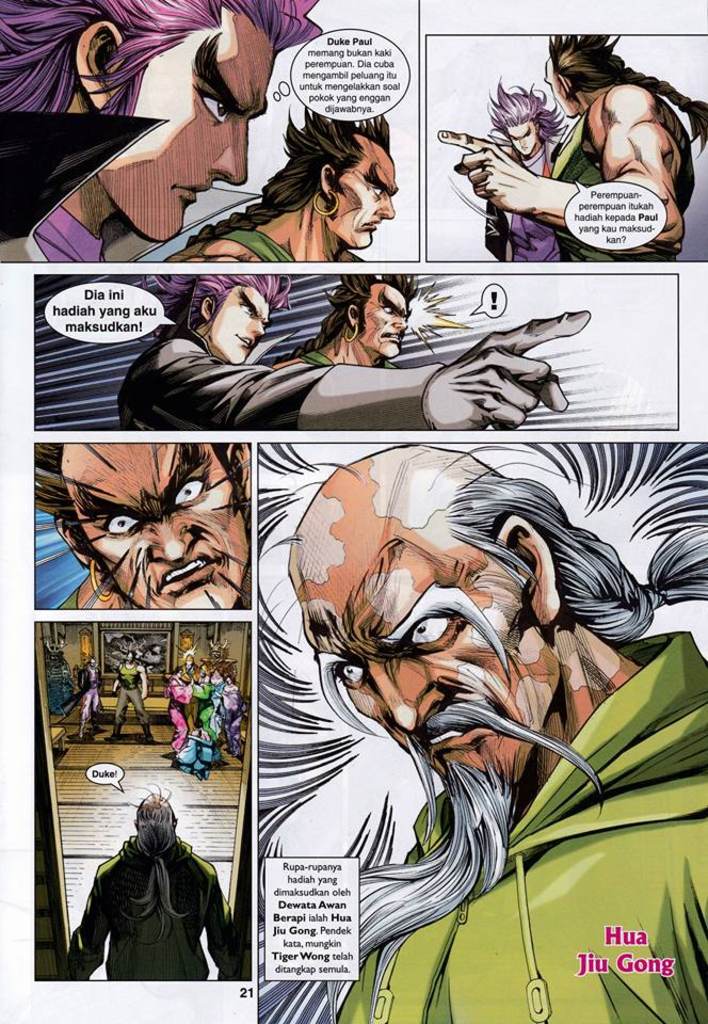 Duke Paul
memang bukan kaki
perempuan. Dia cuba
mengambil peluang itu
untuk mengelakkan soal
pokok yang enggan
dijawabnya.
Perempuan-
perempuan itukah
hadiah kepada Paul
yang kau maksud-
kan?
Dia ini
hadiah yang aku
maksudkan!
!
Duke!
Rupa-rupanya
hadiah yang
dimaksudkan oleh
Dewata Awan
Berapi ialah Hua
Jiu Gong. Pendek
kata, mungkin
Tiger Wong telah
ditangkap semula.
Hua
Jiu Gong
21